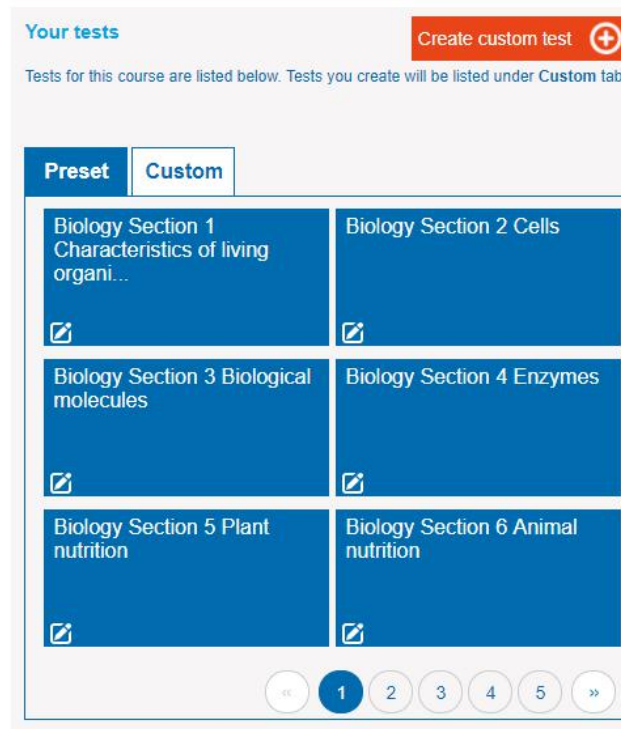 Your tests
Create custom test
Tests for this course are listed below. Tests you create will be listed under Custom tab
Preset
Custom
Biology Section 1
Characteristics of living
organi...
Biology Section 2 Cells
Biology Section 3 Biological
molecules
Biology Section 4 Enzymes
Biology Section 5 Plant
nutrition
Biology Section 6 Animal
nutrition
« 1 2 3 4 5 »